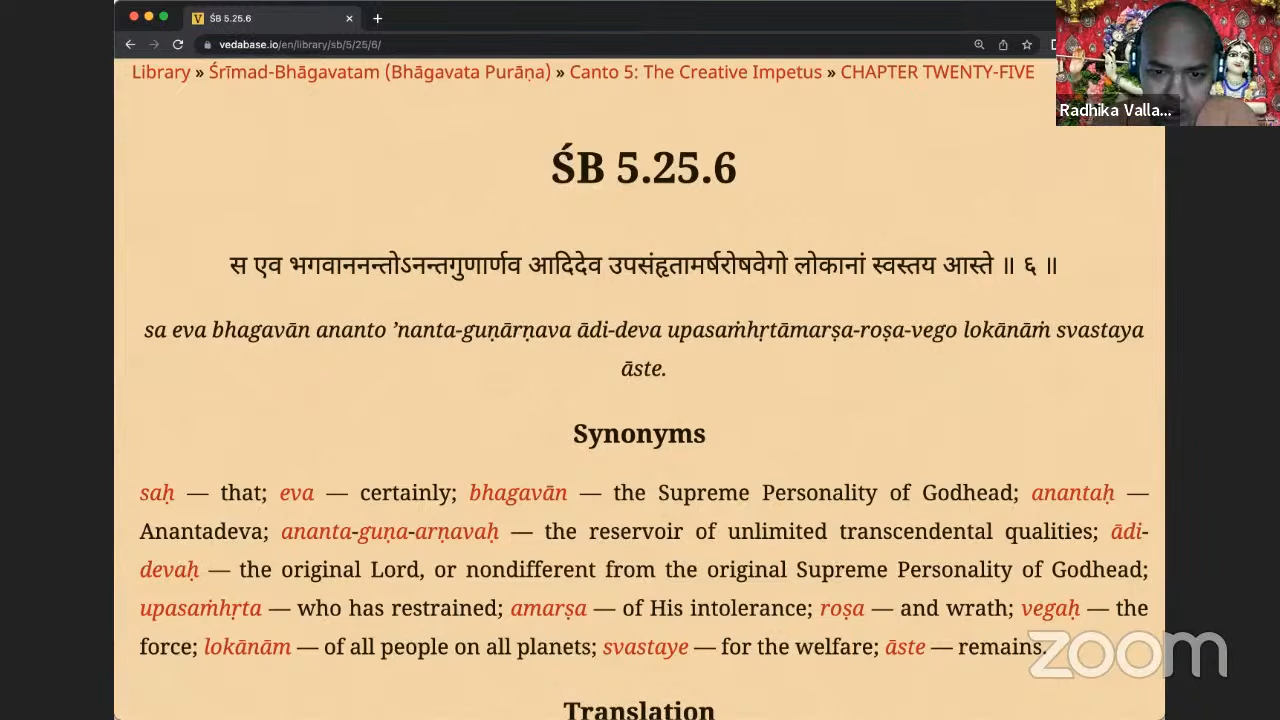 ŚB 5.25.6
vedabase.io/en/library/sb/5/25/6/
Library » Śrīmad-Bhāgavatam (Bhāgavata Purāṇa) » Canto 5: The Creative Impetus » CHAPTER TWENTY-FIVE
Radhika Valla...
ŚB 5.25.6
स एव भगवाननन्तोऽनन्तगुणार्णव आदिदेव उपसंहृतामर्षरोषवेगो लोकानां स्वस्तय आस्ते ॥ ६ ॥
sa eva bhagavān ananto ’nanta-guṇārṇava ādi-deva upasaṁhṛtāmarṣa-roṣa-vego lokānāṁ svastaya
āste.
Synonyms
saḥ — that; eva — certainly; bhagavān — the Supreme Personality of Godhead; anantaḥ —
Anantadeva; ananta-guṇa-arṇavaḥ — the reservoir of unlimited transcendental qualities; ādi-
devaḥ — the original Lord, or nondifferent from the original Supreme Personality of Godhead;
upasaṁhṛta — who has restrained; amarṣa — of His intolerance; roṣa — and wrath; vegaḥ — the
force; lokānām — of all people on all planets; svastaye — for the welfare; āste — remains.
zoom
Translation